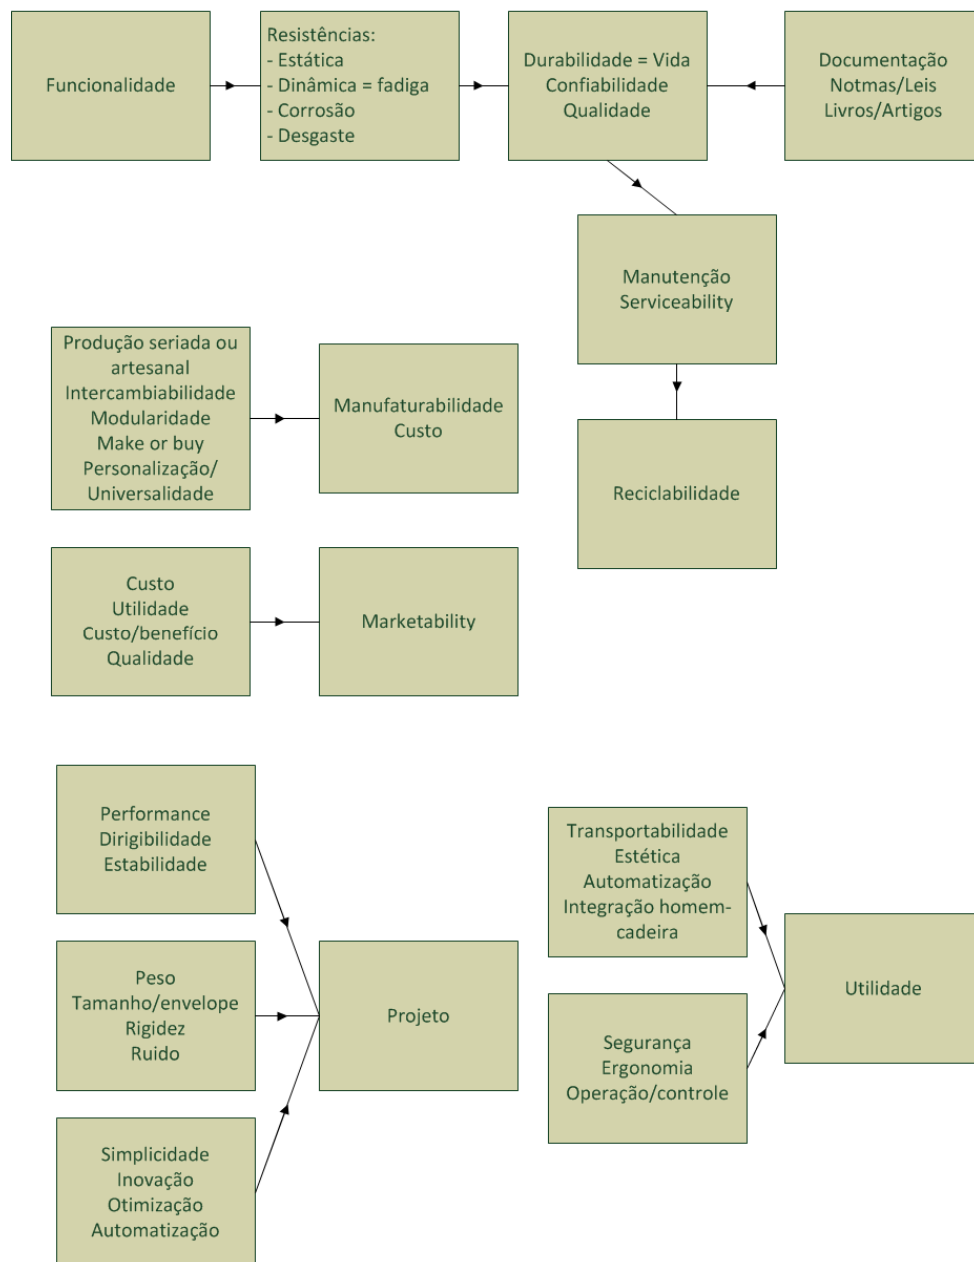 Funcionalidade
Resistências:
- Estática
- Dinâmica = fadiga
- Corrosão
- Desgaste
Durabilidade = Vida
Confiabilidade
Qualidade
Documentação
Notmas/Leis
Livros/Artigos
Manutenção
Serviceability
Produção seriada ou
artesanal
Intercambiabilidade
Modularidade
Make or buy
Personalização/
Universalidade
Manufaturabilidade
Custo
Reciclabilidade
Custo
Utilidade
Custo/benefício
Qualidade
Marketability
Performance
Dirigibilidade
Estabilidade
Peso
Tamanho/envelope
Rigidez
Ruido
Simplicidade
Inovação
Otimização
Automatização
Projeto
Transportabilidade
Estética
Automatização
Integração homem-
cadeira
Segurança
Ergonomia
Operação/controle
Utilidade